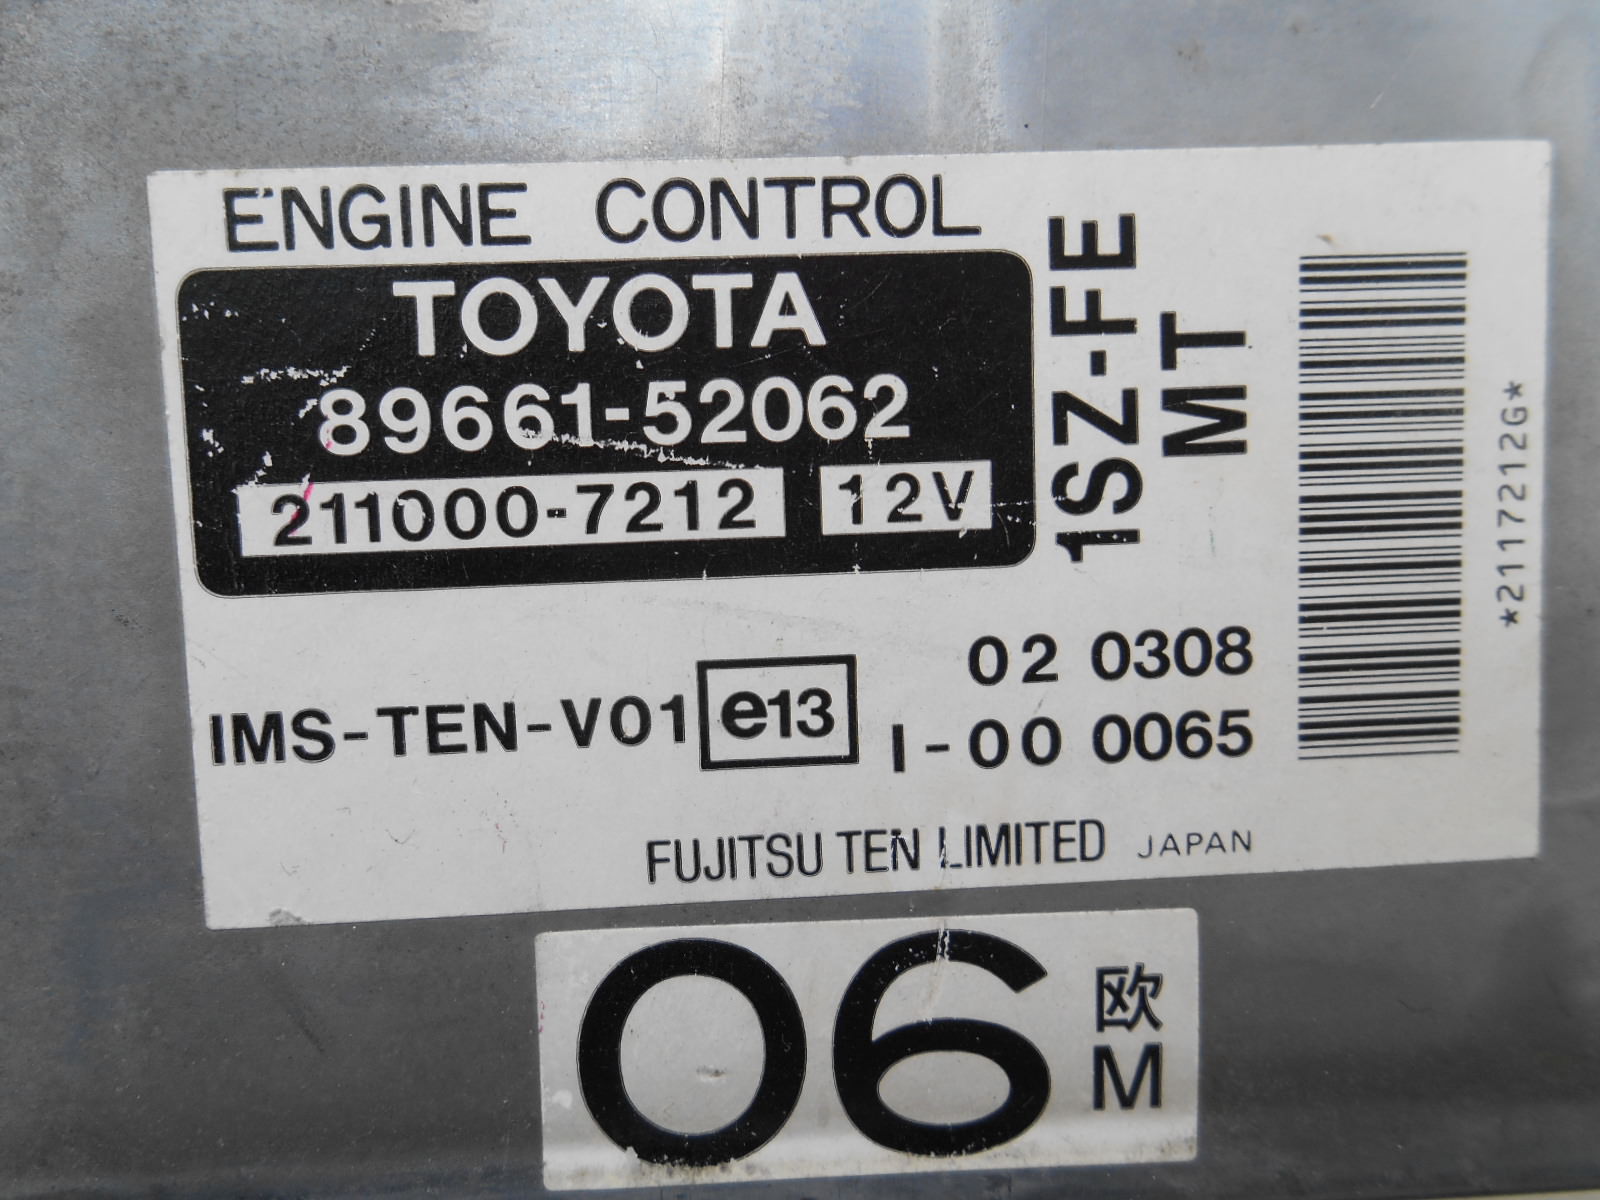 ENGINE CONTROL
TOYOTA
89661-52062
211000-7212 12V
1SZ-FE
MT
*2117212G*
02 0308
IMS-TEN-V01 e13 I-00 0065
FUJITSU TEN LIMITED JAPAN
06 欧
M